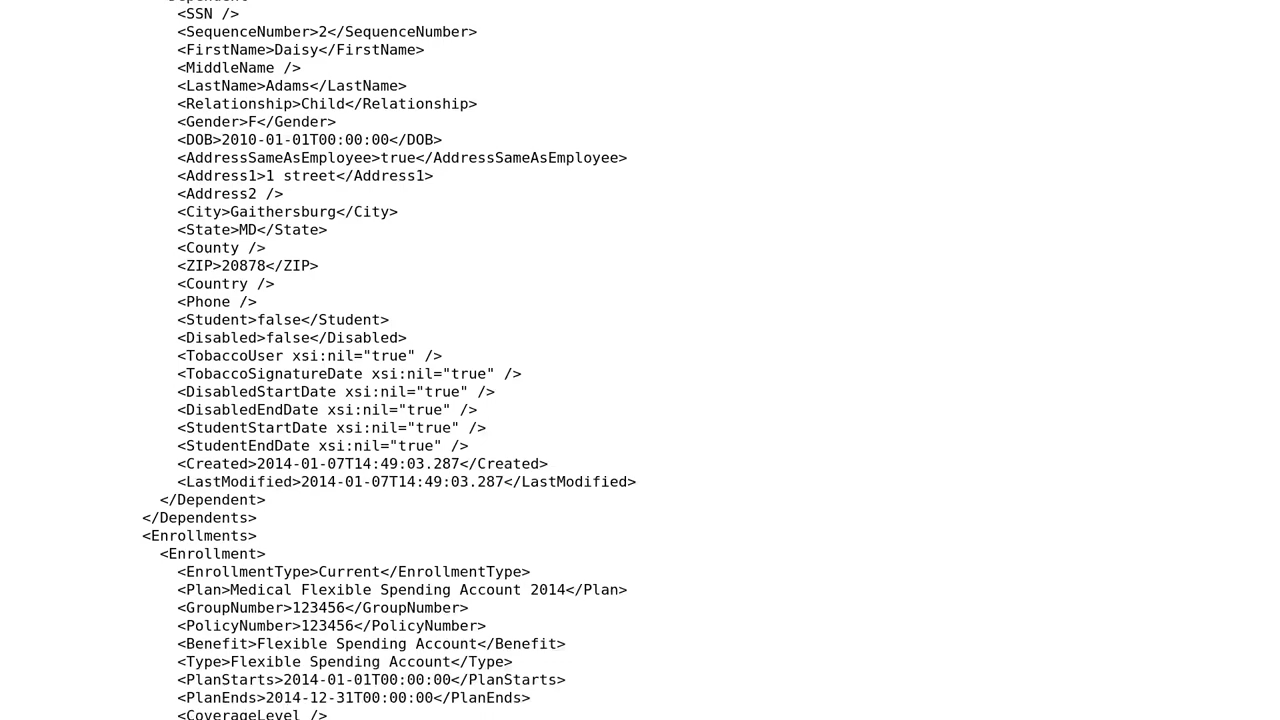 <SSN />
<SequenceNumber>2</SequenceNumber>
<FirstName>Daisy</FirstName>
<MiddleName />
<LastName>Adams</LastName>
<Relationship>Child</Relationship>
<Gender>F</Gender>
<DOB>2010-01-01T00:00:00</DOB>
<AddressSameAsEmployee>true</AddressSameAsEmployee>
<Address1>1 street</Address1>
<Address2 />
<City>Gaithersburg</City>
<State>MD</State>
<County />
<ZIP>20878</ZIP>
<Country />
<Phone />
<Student>false</Student>
<Disabled>false</Disabled>
<TobaccoUser xsi:nil="true" />
<TobaccoSignatureDate xsi:nil="true" />
<DisabledStartDate xsi:nil="true" />
<DisabledEndDate xsi:nil="true" />
<StudentStartDate xsi:nil="true" />
<StudentEndDate xsi:nil="true" />
<Created>2014-01-07T14:49:03.287</Created>
<LastModified>2014-01-07T14:49:03.287</LastModified>
</Dependent>
</Dependents>
<Enrollments>
<Enrollment>
<EnrollmentType>Current</EnrollmentType>
<Plan>Medical Flexible Spending Account 2014</Plan>
<GroupNumber>123456</GroupNumber>
<PolicyNumber>123456</PolicyNumber>
<Benefit>Flexible Spending Account</Benefit>
<Type>Flexible Spending Account</Type>
<PlanStarts>2014-01-01T00:00:00</PlanStarts>
<PlanEnds>2014-12-31T00:00:00</PlanEnds>
<CoverageLevel />